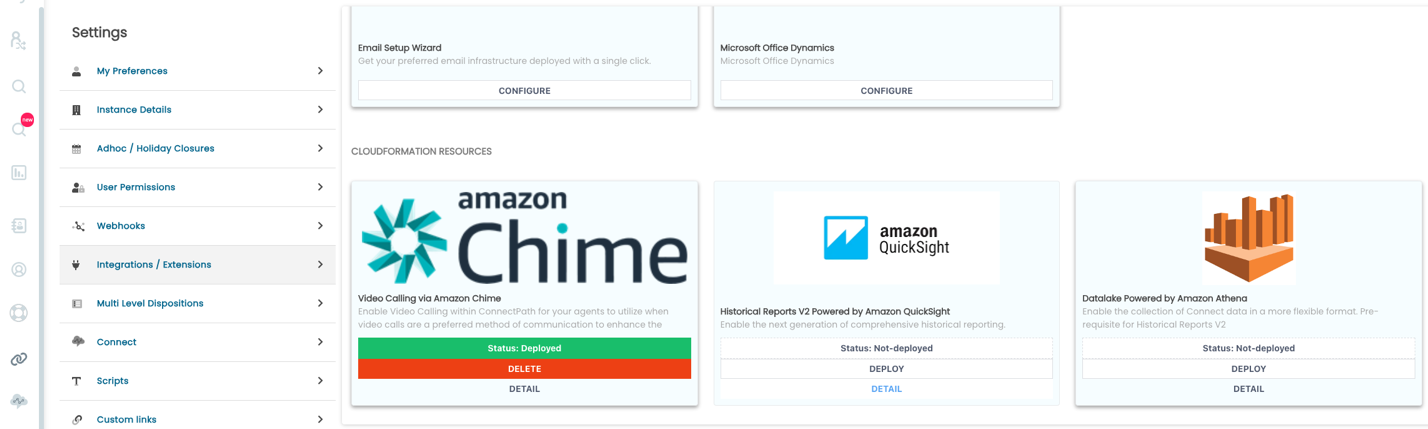 Settings
My Preferences
Instance Details
new
Adhoc / Holiday Closures
User Permissions
Webhooks
Integrations / Extensions
Multi Level Dispositions
Connect
Scripts
Custom links
Email Setup Wizard
Get your preferred email infrastructure deployed with a single click.
CONFIGURE
Microsoft Office Dynamics
Microsoft Office Dynamics
CONFIGURE
CLOUDFORMATION RESOURCES
amazon
Chime
Video Calling via Amazon Chime
Enable Video Calling within ConnectPath for your agents to utilize when
video calls are a preferred method of communication to enhance the
Status: Deployed
DELETE
DETAIL
amazon
QuickSight
Historical Reports V2 Powered by Amazon QuickSight
Enable the next generation of comprehensive historical reporting.
Status: Not-deployed
DEPLOY
DETAIL
Datalake Powered by Amazon Athena
Enable the collection of Connect data in a more flexible format. Pre-
requisite for Historical Reports V2
Status: Not-deployed
DEPLOY
DETAIL